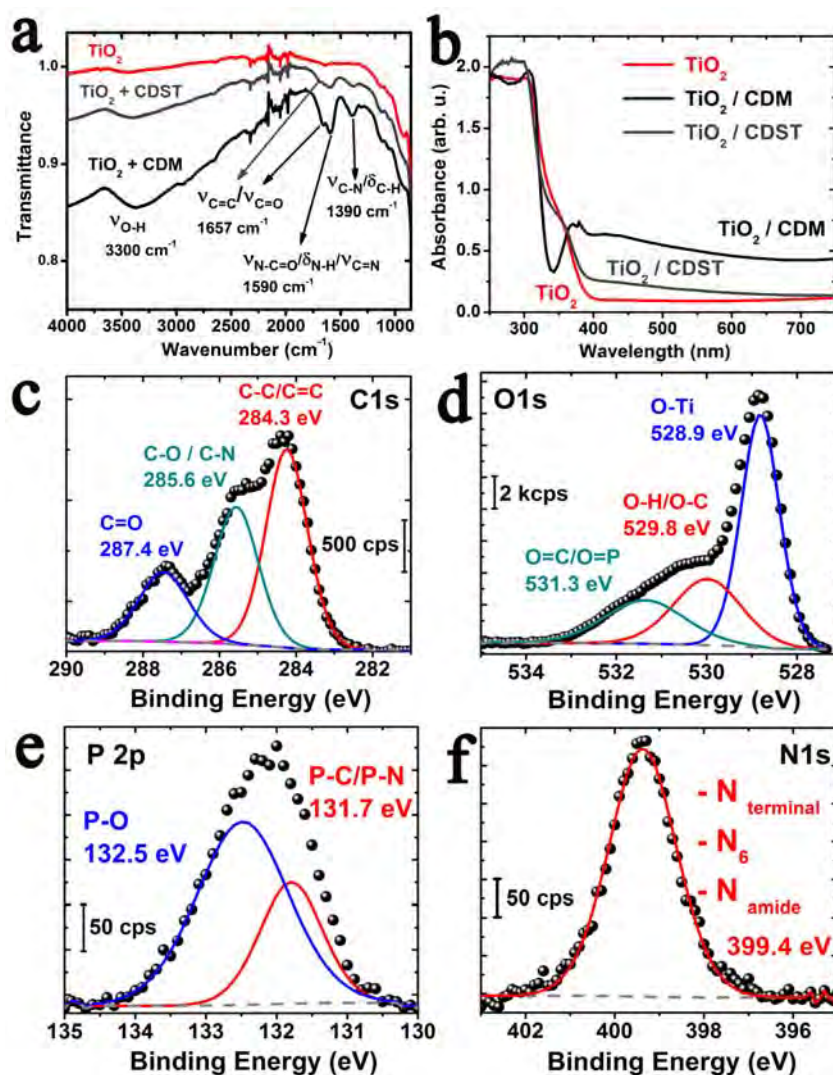 a
TiO2
TiO2 + CDST
TiO2 + CDM
νO-H
3300 cm-1
νC=C/νC=O
1657 cm-1
νN-C=O/δN-H/νC=N
1590 cm-1
νC-N/δC-H
1390 cm-1
1.0
0.9
0.8
Transmittance
4000 3500 3000 2500 2000 1500 1000
Wavenumber (cm-1)
b
TiO2
TiO2 / CDM
TiO2 / CDST
TiO2 / CDM
TiO2 / CDST
TiO2
2.0
1.5
1.0
0.5
0.0
Absorbance (arb. u.)
300 400 500 600 700
Wavelength (nm)
c
C1s
C-C/C=C
284.3 eV
C-O / C-N
285.6 eV
C=O
287.4 eV
500 cps
290 288 286 284 282
Binding Energy (eV)
d
O1s
O-Ti
528.9 eV
2 kcps
O-H/O-C
529.8 eV
O=C/O=P
531.3 eV
534 532 530 528
Binding Energy (eV)
e
P 2p
P-C/P-N
131.7 eV
P-O
132.5 eV
50 cps
135 134 133 132 131 130
Binding Energy (eV)
f
N1s
- N terminal
- N6
- N amide
399.4 eV
50 cps
402 400 398 396
Binding Energy (eV)